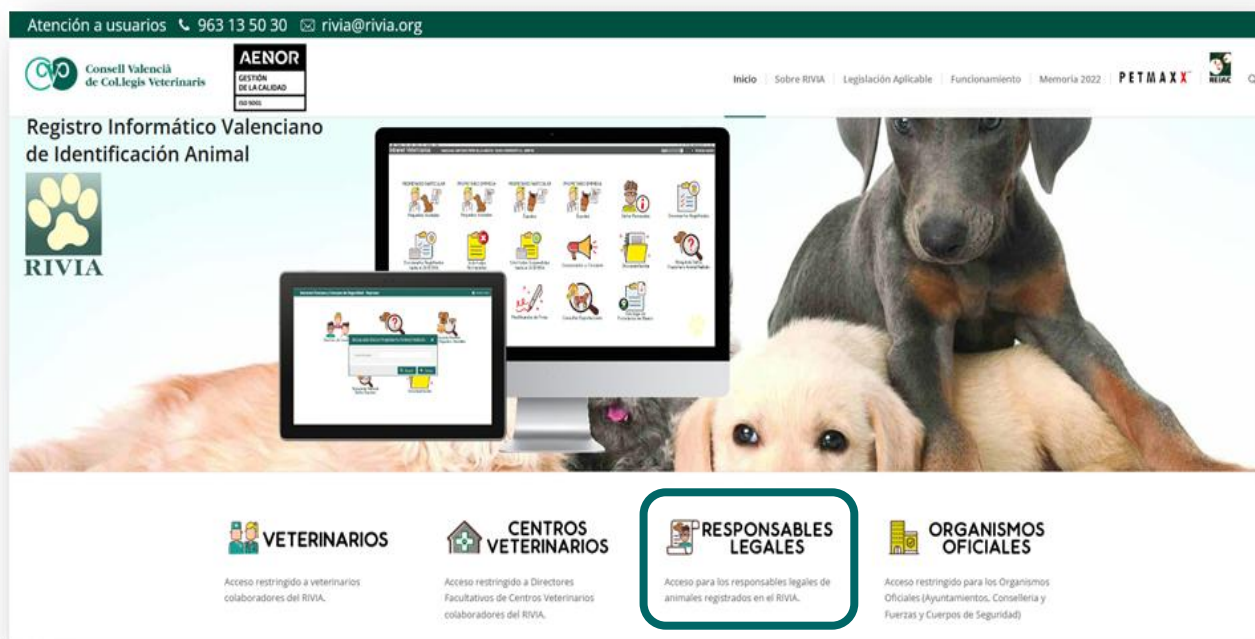 Atención a usuarios 963 13 50 30 rivia@rivia.org
Consell Valencià
de Col.legis Veterinaris
AENOR
GESTIÓN
DE LA CALIDAD
ISO 9001
Inicio Sobre RIVIA Legislación Aplicable Funcionamiento Memoria 2022 PETMAXX REIAC
Registro Informático Valenciano
de Identificación Animal
RIVIA
VETERINARIOS
Acceso restringido a veterinarios
colaboradores del RIVIA.
CENTROS
VETERINARIOS
Acceso restringido a Directores
Facultativos de Centros Veterinarios
colaboradores del RIVIA.
RESPONSABLES
LEGALES
Acceso para los responsables legales de
animales registrados en el RIVIA.
ORGANISMOS
OFICIALES
Acceso restringido para los Organismos
Oficiales (Ayuntamientos, Conselleria y
Fuerzas y Cuerpos de Seguridad)